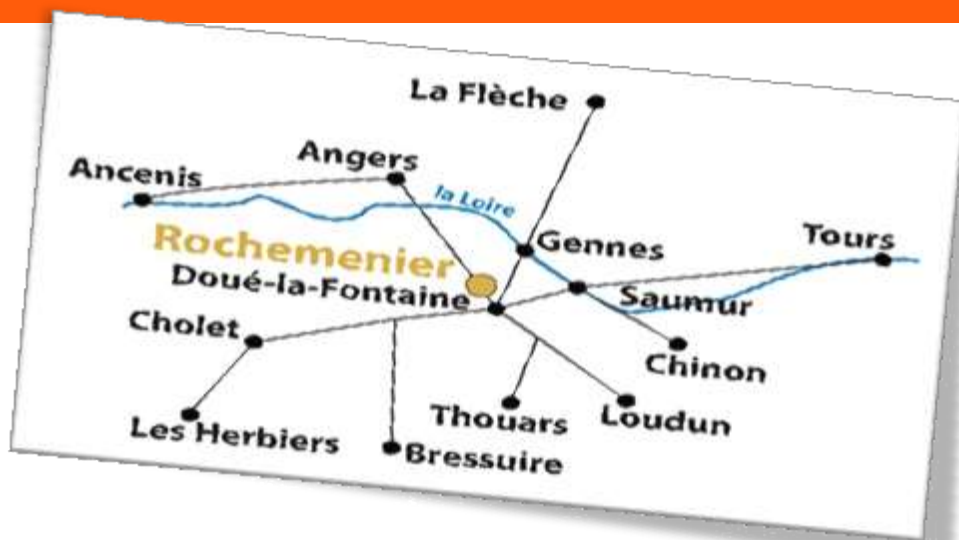 La Flèche
Angers
Ancenis
la Loire
Rochemenier
Gennes
Tours
Doué-la-Fontaine
Saumur
Cholet
Chinon
Les Herbiers
Thouars
Loudun
Bressuire